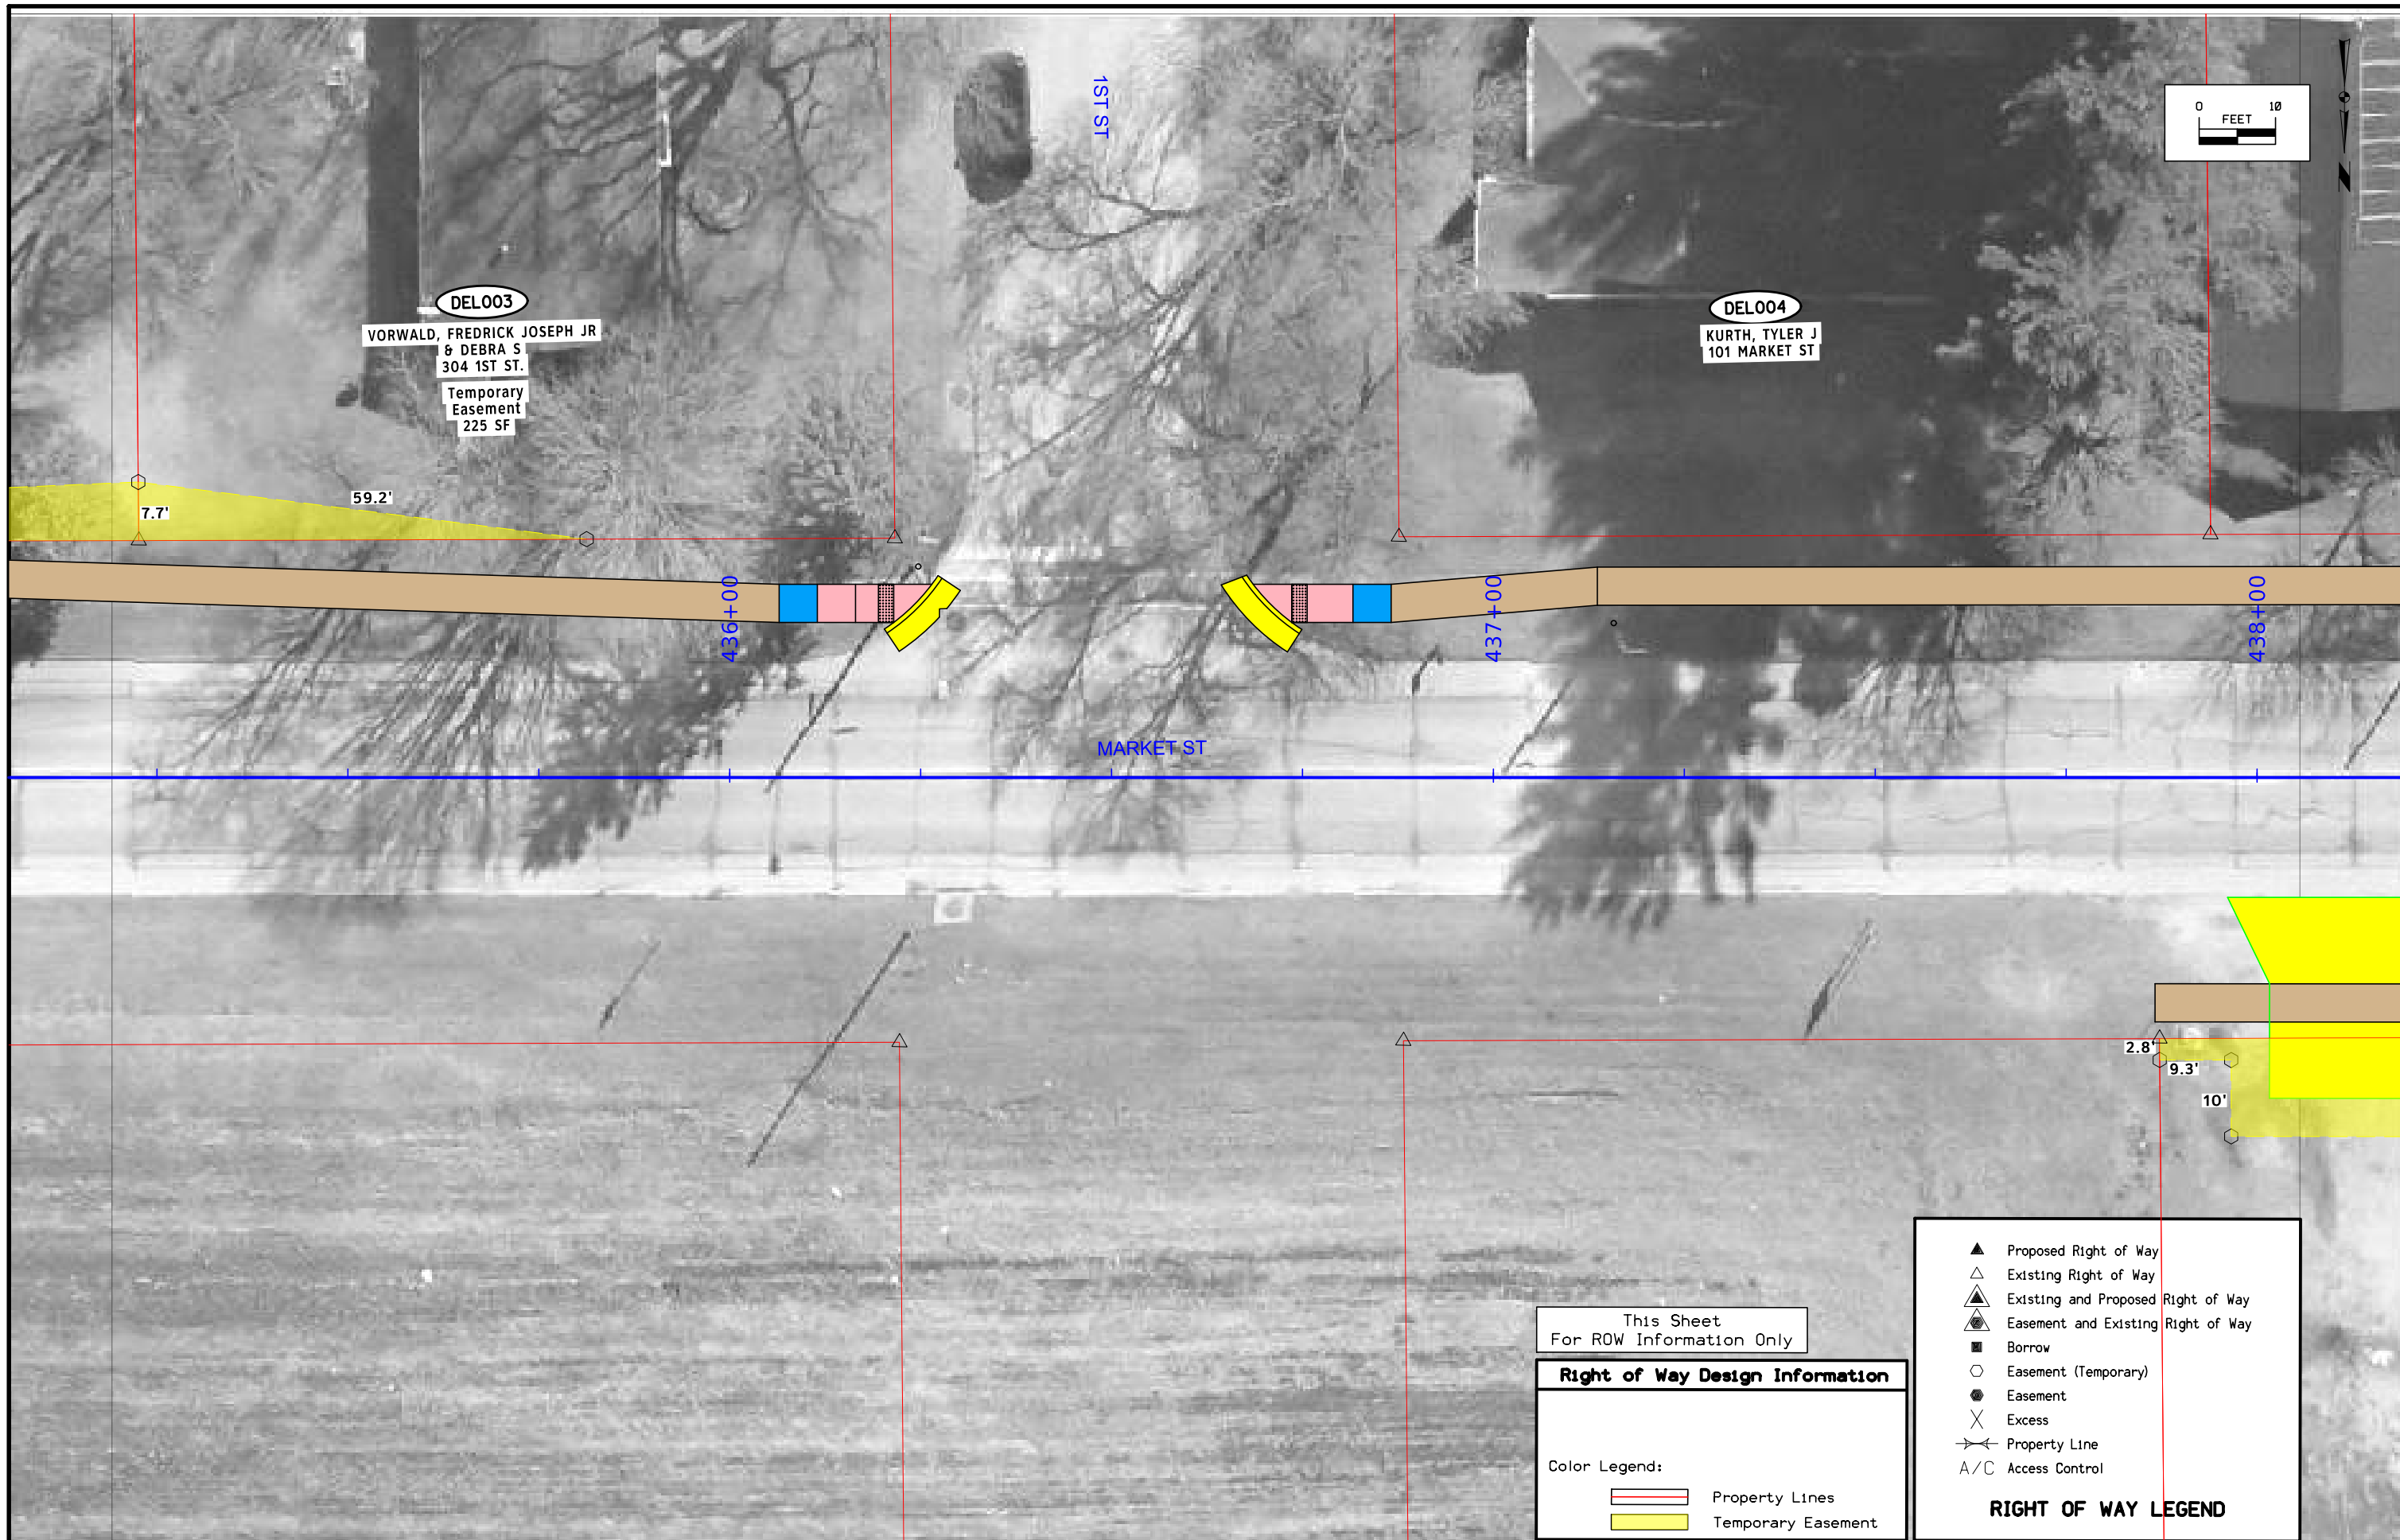 1ST ST
0 10
FEET
N
DEL003
VORWALD, FREDRICK JOSEPH JR
& DEBRA S
304 1ST ST.
Temporary
Easement
225 SF
DEL004
KURTH, TYLER J
101 MARKET ST
59.2'
7.7'
436+00
437+00
438+00
MARKET ST
2.8'
9.3'
10'
This Sheet
For ROW Information Only
Right of Way Design Information
Color Legend:
Property Lines
Temporary Easement
Proposed Right of Way
Existing Right of Way
Existing and Proposed Right of Way
Easement and Existing Right of Way
Borrow
Easement (Temporary)
Easement
Excess
Property Line
A/C Access Control
RIGHT OF WAY LEGEND